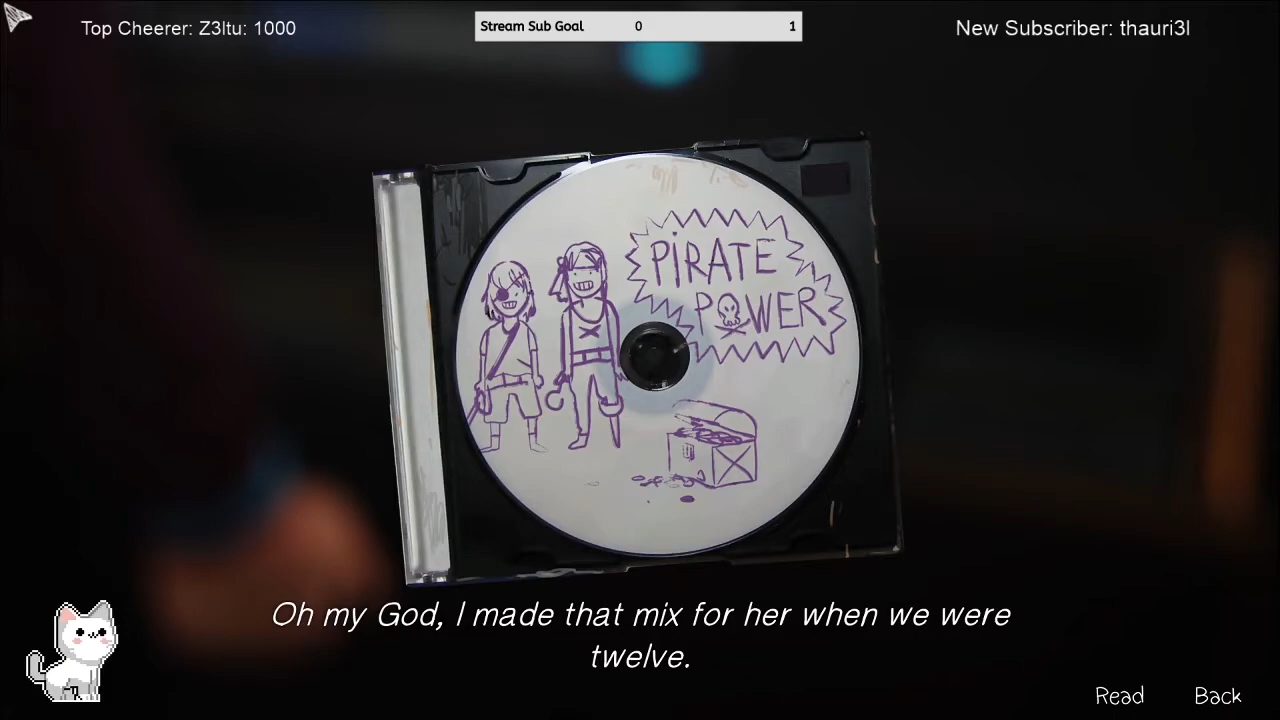 Top Cheerer: Z3ltu: 1000
Stream Sub Goal 0 1
New Subscriber: thauri3l
PiRATE
POWER
Oh my God, I made that mix for her when we were
twelve.
Read Back